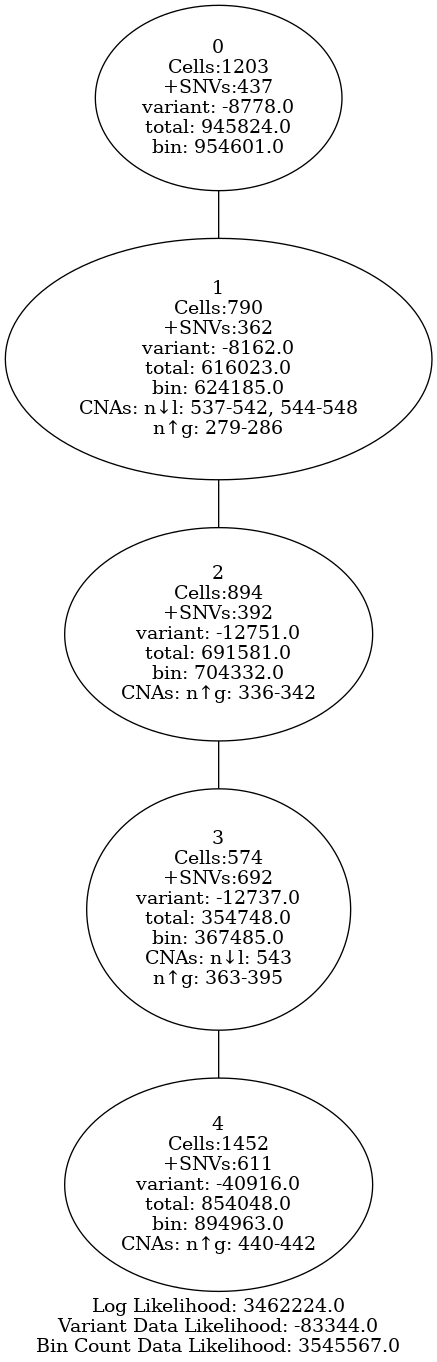 0
Cells:1203
+SNVs:437
variant: -8778.0
total: 945824.0
bin: 954601.0
1
Cells:790
+SNVs:362
variant: -8162.0
total: 616023.0
bin: 624185.0
CNAs: n↓l: 537-542, 544-548
n↑g: 279-286
2
Cells:894
+SNVs:392
variant: -12751.0
total: 691581.0
bin: 704332.0
CNAs: n↑g: 336-342
3
Cells:574
+SNVs:692
variant: -12737.0
total: 354748.0
bin: 367485.0
CNAs: n↓l: 543
n↑g: 363-395
4
Cells:1452
+SNVs:611
variant: -40916.0
total: 854048.0
bin: 894963.0
CNAs: n↑g: 440-442
Log Likelihood: 3462224.0
Variant Data Likelihood: -83344.0
Bin Count Data Likelihood: 3545567.0